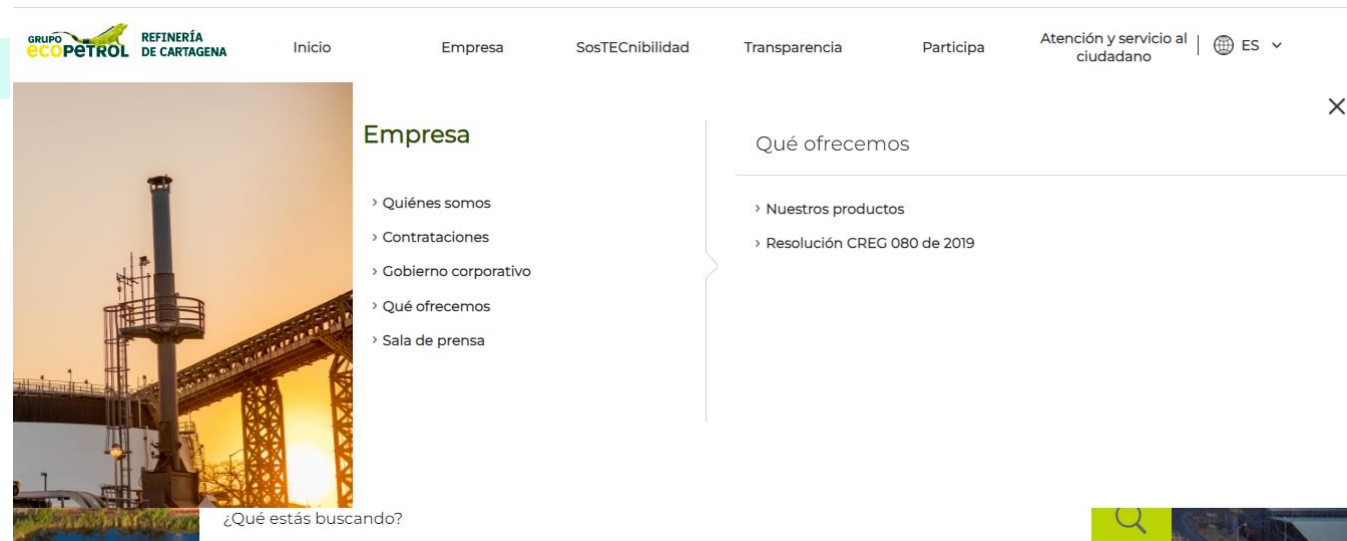 GRUPO
ecoPETROL
REFINERÍA
DE CARTAGENA
Inicio
Empresa
SosTECnibilidad
Transparencia
Participa
Atención y servicio al
ciudadano
ES
Empresa
Quiénes somos
Contrataciones
Gobierno corporativo
Qué ofrecemos
Sala de prensa
Qué ofrecemos
Nuestros productos
Resolución CREG 080 de 2019
¿Qué estás buscando?